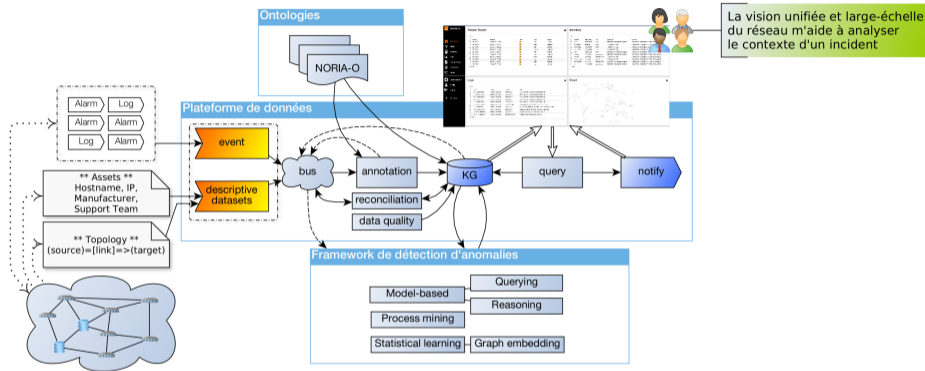 Ontologies
NORIA-O
La vision unifiée et large-échelle
du réseau m'aide à analyser
le contexte d'un incident
Alarm
Log
Alarm
Alarm
Log
Alarm
Plateforme de données
event
descriptive
datasets
bus
annotation
reconciliation
data quality
KG
query
notify
** Assets **
Hostname, IP,
Manufacturer,
Support Team
** Topology **
(source)=[link]=>(target)
Framework de détection d'anomalies
Model-based
Querying
Reasoning
Process mining
Statistical learning
Graph embedding